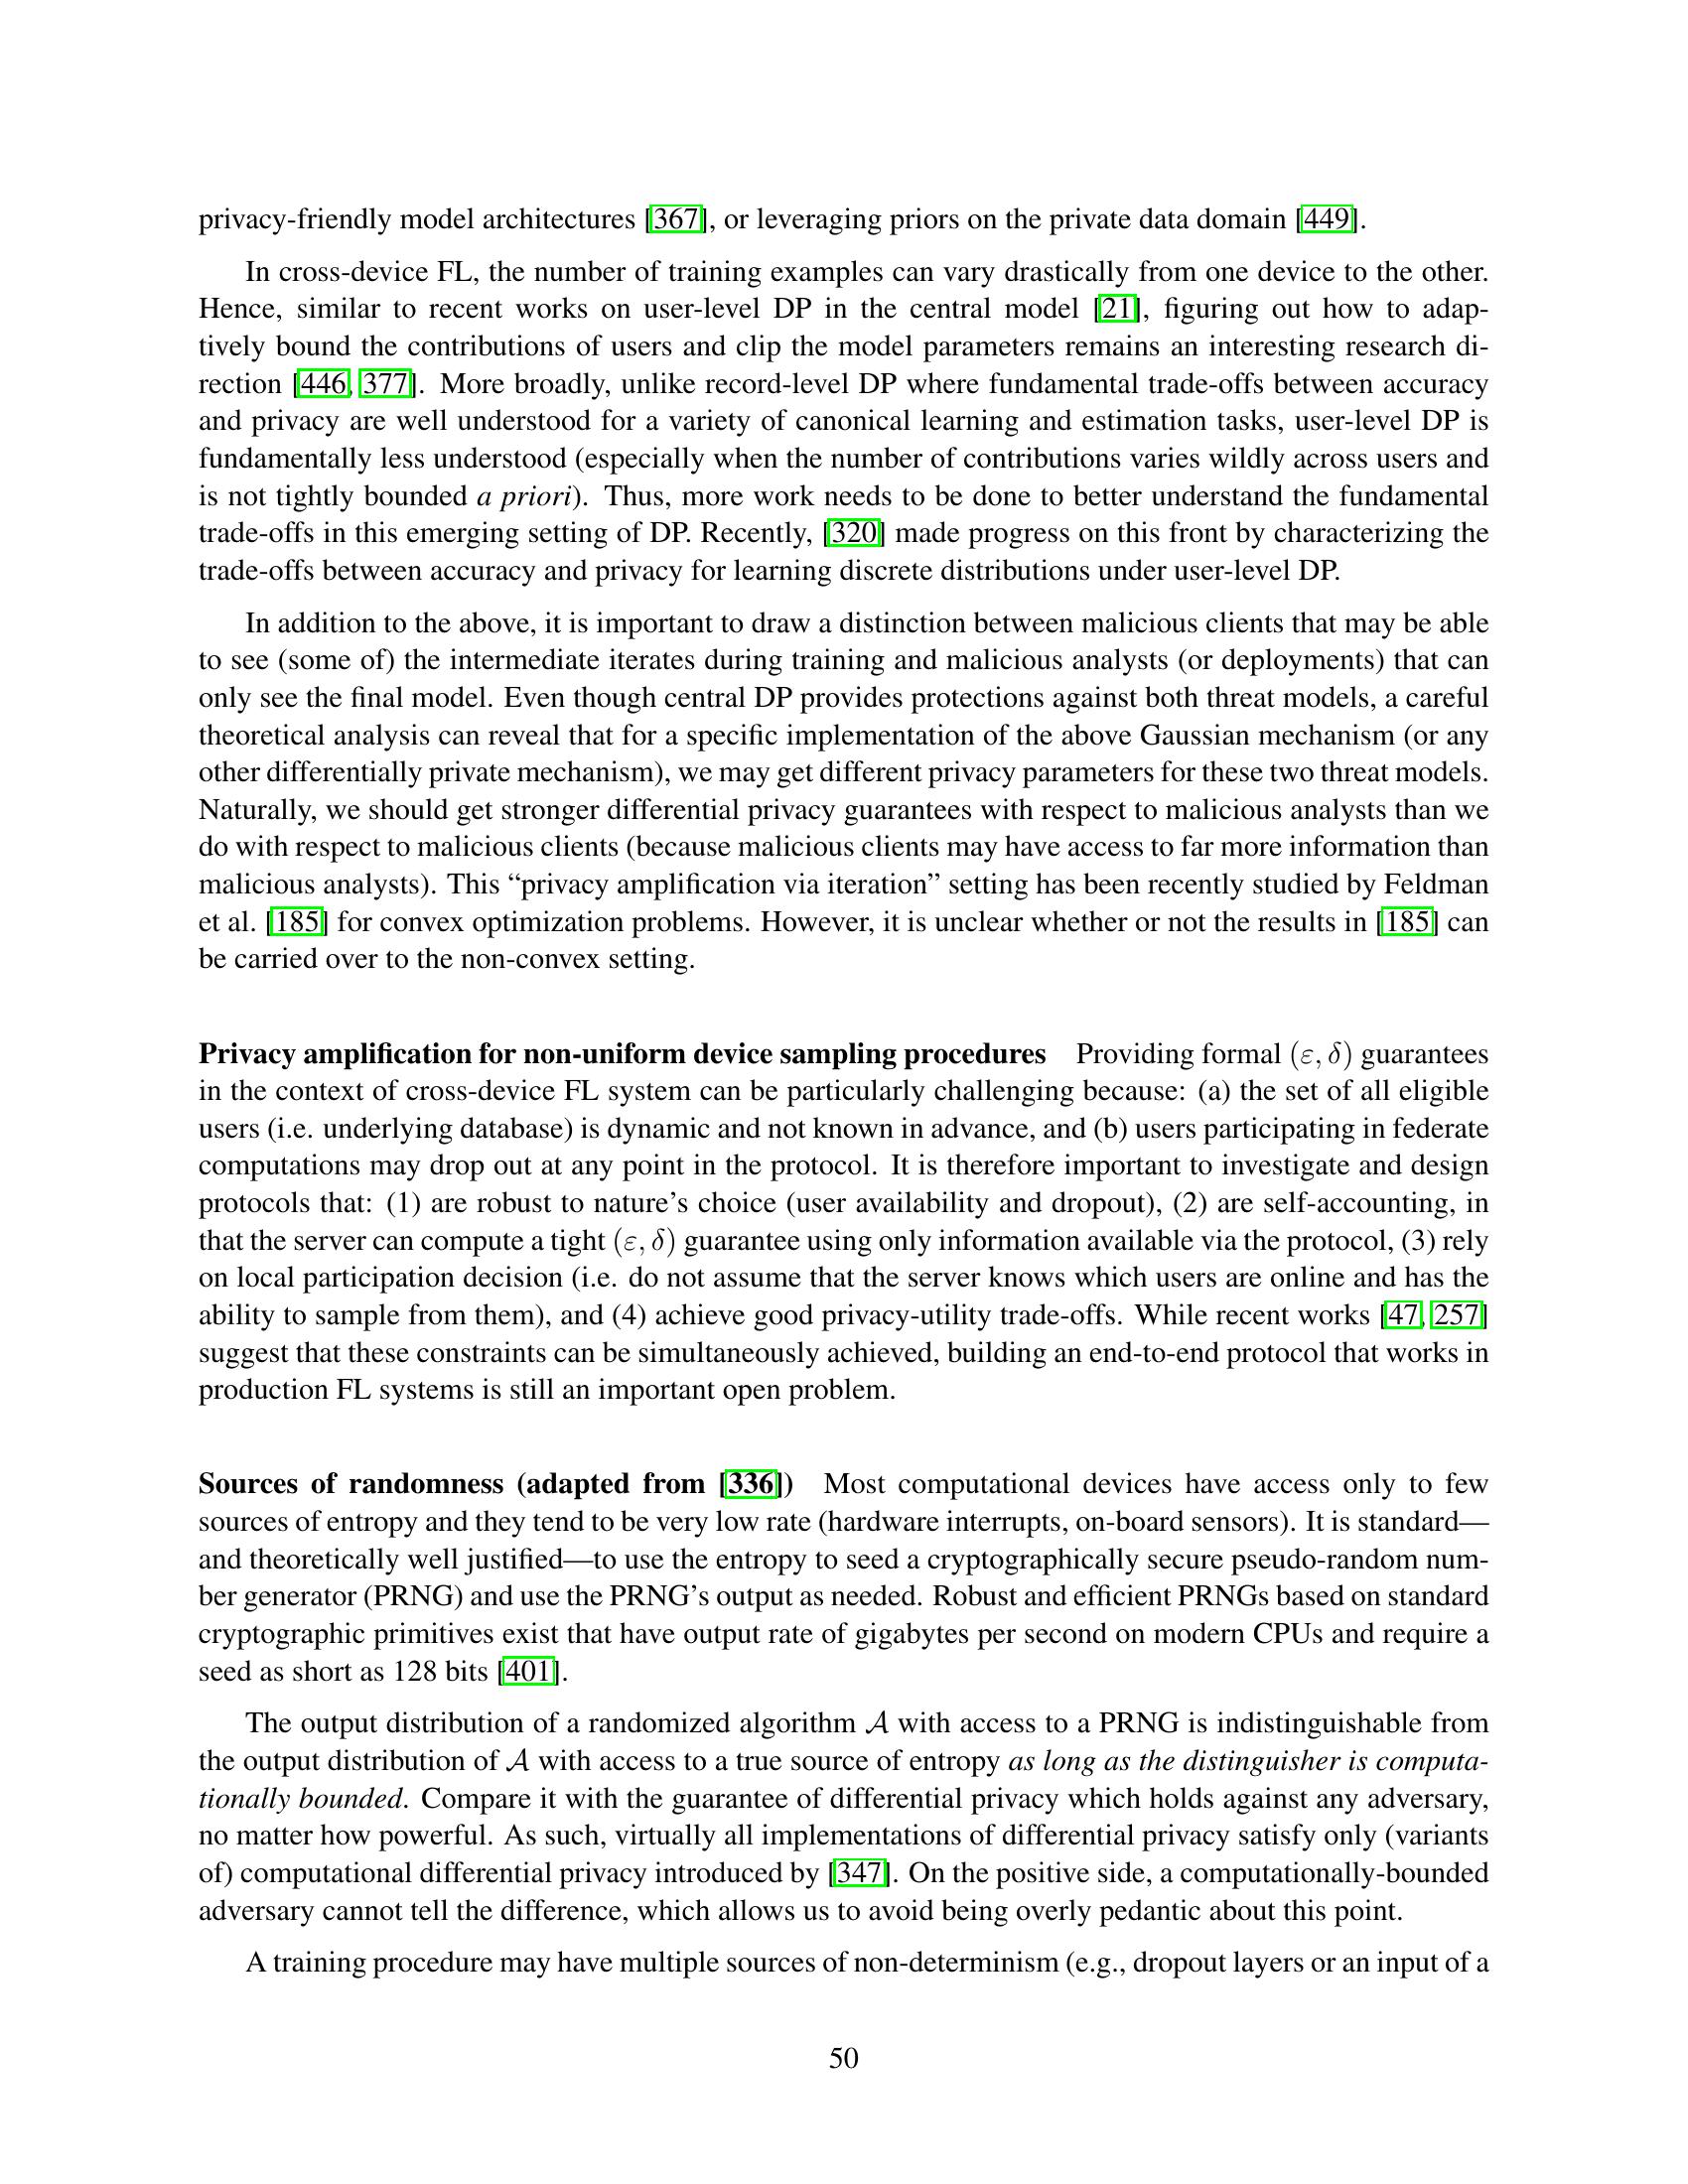 privacy-friendly model architectures [367], or leveraging priors on the private data domain [449].
In cross-device FL, the number of training examples can vary drastically from one device to the other.
Hence, similar to recent works on user-level DP in the central model [21], figuring out how to adap-
tively bound the contributions of users and clip the model parameters remains an interesting research di-
rection [446, 377]. More broadly, unlike record-level DP where fundamental trade-offs between accuracy
and privacy are well understood for a variety of canonical learning and estimation tasks, user-level DP is
fundamentally less understood (especially when the number of contributions varies wildly across users and
is not tightly bounded a priori). Thus, more work needs to be done to better understand the fundamental
trade-offs in this emerging setting of DP. Recently, [320] made progress on this front by characterizing the
trade-offs between accuracy and privacy for learning discrete distributions under user-level DP.
In addition to the above, it is important to draw a distinction between malicious clients that may be able
to see (some of) the intermediate iterates during training and malicious analysts (or deployments) that can
only see the final model. Even though central DP provides protections against both threat models, a careful
theoretical analysis can reveal that for a specific implementation of the above Gaussian mechanism (or any
other differentially private mechanism), we may get different privacy parameters for these two threat models.
Naturally, we should get stronger differential privacy guarantees with respect to malicious analysts than we
do with respect to malicious clients (because malicious clients may have access to far more information than
malicious analysts). This “privacy amplification via iteration” setting has been recently studied by Feldman
et al. [185] for convex optimization problems. However, it is unclear whether or not the results in [185] can
be carried over to the non-convex setting.
Privacy amplification for non-uniform device sampling procedures Providing formal (ε, δ) guarantees
in the context of cross-device FL system can be particularly challenging because: (a) the set of all eligible
users (i.e. underlying database) is dynamic and not known in advance, and (b) users participating in federate
computations may drop out at any point in the protocol. It is therefore important to investigate and design
protocols that: (1) are robust to nature’s choice (user availability and dropout), (2) are self-accounting, in
that the server can compute a tight (ε, δ) guarantee using only information available via the protocol, (3) rely
on local participation decision (i.e. do not assume that the server knows which users are online and has the
ability to sample from them), and (4) achieve good privacy-utility trade-offs. While recent works [47, 257]
suggest that these constraints can be simultaneously achieved, building an end-to-end protocol that works in
production FL systems is still an important open problem.
Sources of randomness (adapted from [336]) Most computational devices have access only to few
sources of entropy and they tend to be very low rate (hardware interrupts, on-board sensors). It is standard—
and theoretically well justified—to use the entropy to seed a cryptographically secure pseudo-random num-
ber generator (PRNG) and use the PRNG’s output as needed. Robust and efficient PRNGs based on standard
cryptographic primitives exist that have output rate of gigabytes per second on modern CPUs and require a
seed as short as 128 bits [401].
The output distribution of a randomized algorithm 𝒜 with access to a PRNG is indistinguishable from
the output distribution of 𝒜 with access to a true source of entropy as long as the distinguisher is computa-
tionally bounded. Compare it with the guarantee of differential privacy which holds against any adversary,
no matter how powerful. As such, virtually all implementations of differential privacy satisfy only (variants
of) computational differential privacy introduced by [347]. On the positive side, a computationally-bounded
adversary cannot tell the difference, which allows us to avoid being overly pedantic about this point.
A training procedure may have multiple sources of non-determinism (e.g., dropout layers or an input of a
50